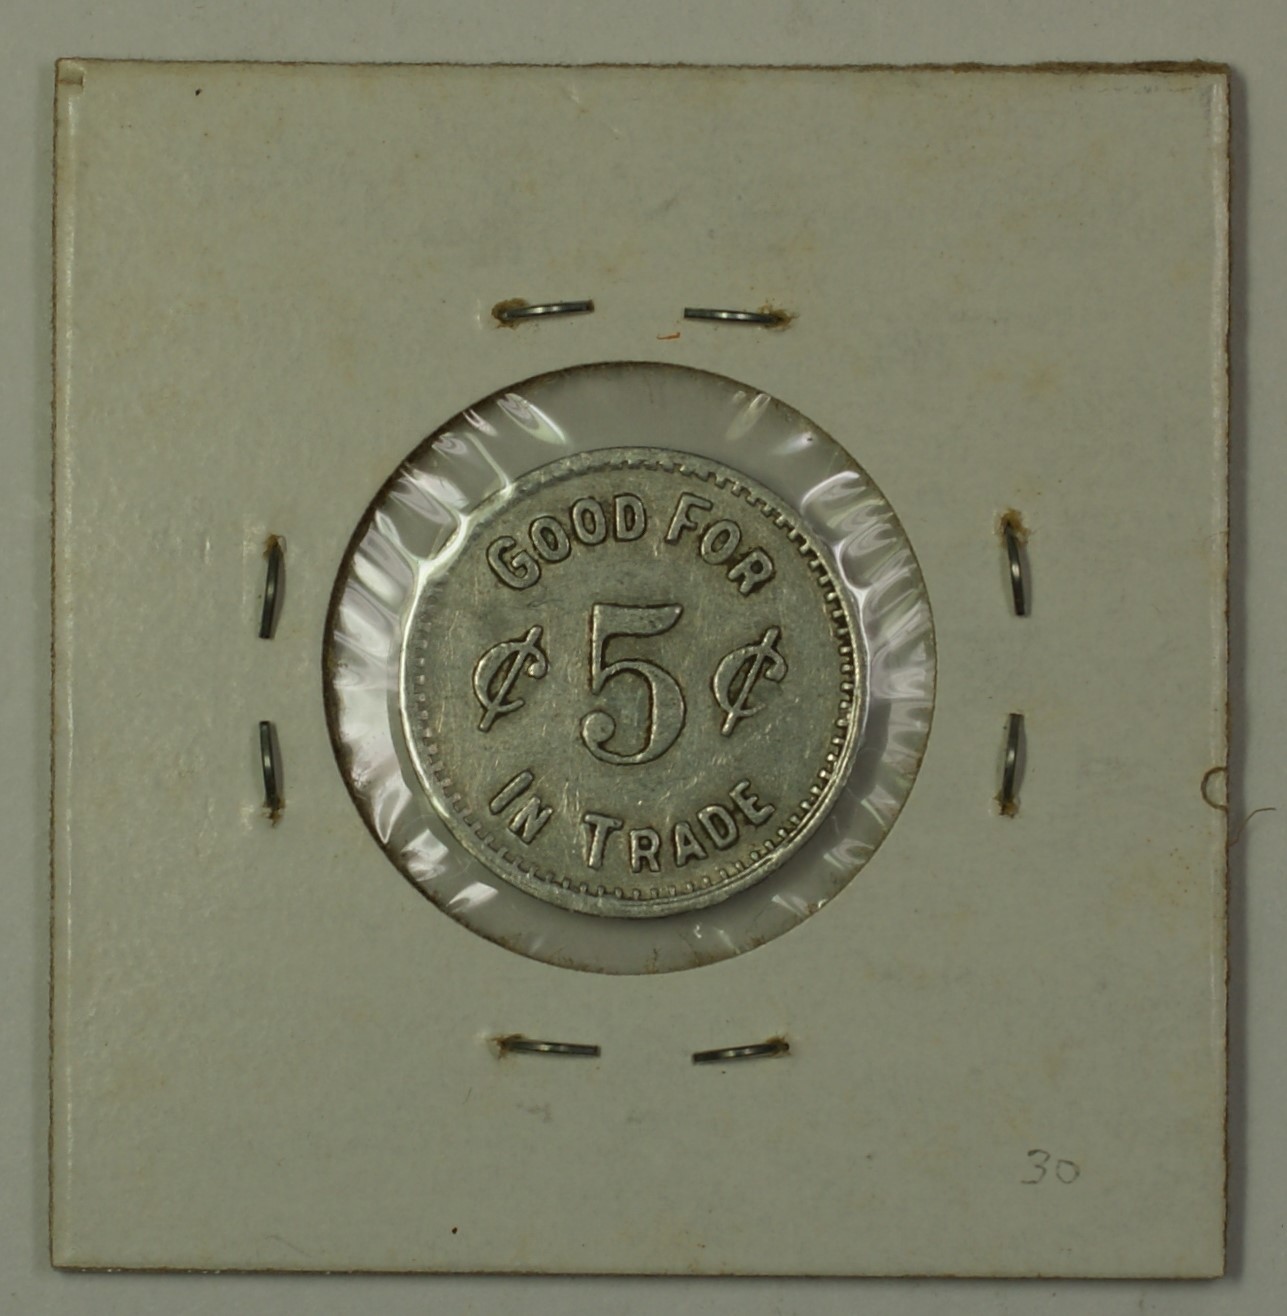 GOOD FOR
¢ 5 ¢
IN TRADE
30